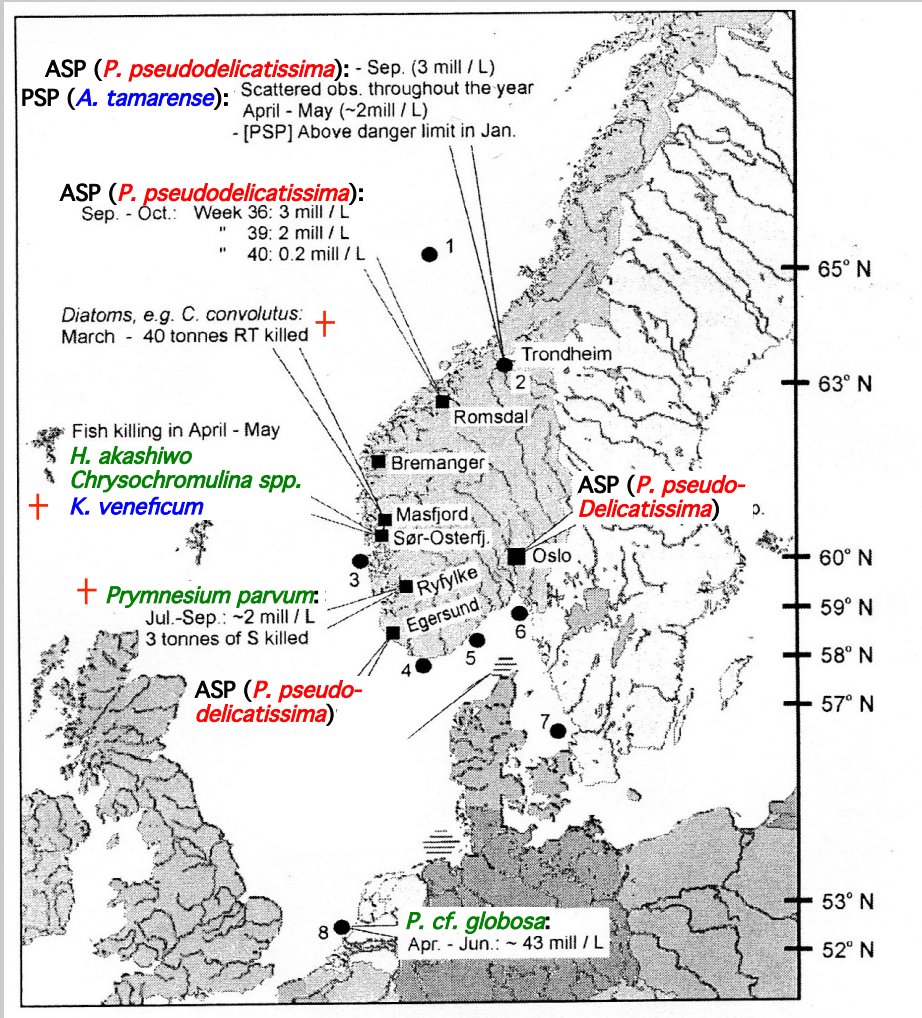 ASP (P. pseudodelicatissima): - Sep. (3 mill / L)
PSP (A. tamarense): Scattered obs. throughout the year
April - May (~2mill / L)
- [PSP] Above danger limit in Jan.
ASP (P. pseudodelicatissima):
Sep. - Oct.: Week 36: 3 mill / L
" 39: 2 mill / L
" 40: 0.2 mill / L
1
65° N
Diatoms, e.g. C. convolutus:
March - 40 tonnes RT killed
Trondheim
2
63° N
Romsdal
Fish killing in April - May
H. akashiwo
Chrysochromulina spp.
K. veneficum
Bremanger
ASP (P. pseudo-
Delicatissima)
Masfjord
Sør-Osterfj.
Oslo
60° N
3
Prymnesium parvum:
Jul.-Sep.: ~2 mill / L
3 tonnes of S killed
Ryfylke
Egersund
59° N
6
5
4
58° N
ASP (P. pseudo-
delicatissima)
57° N
7
53° N
8
P. cf. globosa:
Apr. - Jun.: ~ 43 mill / L
52° N